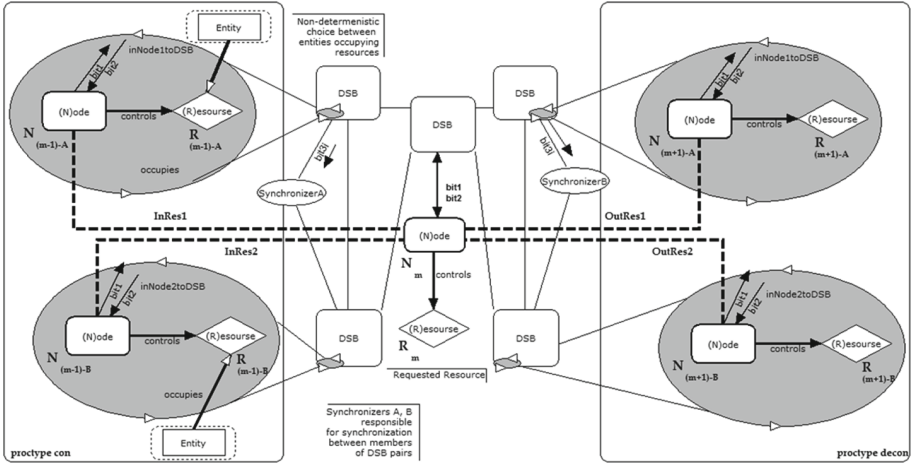 Entity
Non-determenistic
choice between
entities occupying
resources
inNode1toDSB
bit1
bit2
(N)ode
controls
(R)esourse
N
(m-1)-A
R
(m-1)-A
occupies
DSB
DSB
DSB
bit3i
bit3i
SynchronizerA
SynchronizerB
inNode1toDSB
bit1
bit2
(N)ode
controls
(R)esourse
N
(m+1)-A
R
(m+1)-A
bit1
bit2
InRes1
OutRes1
(N)ode
InRes2
OutRes2
N
m
controls
(R)esourse
R
m
Requested Resource
inNode2toDSB
bit1
bit2
(N)ode
controls
(R)esourse
N
(m-1)-B
R
(m-1)-B
occupies
Entity
DSB
DSB
inNode2toDSB
bit1
bit2
(N)ode
controls
(R)esourse
N
(m+1)-B
R
(m+1)-B
Synchronizers A, B
responsible
for synchronization
between members
of DSB pairs
proctype con
proctype decon